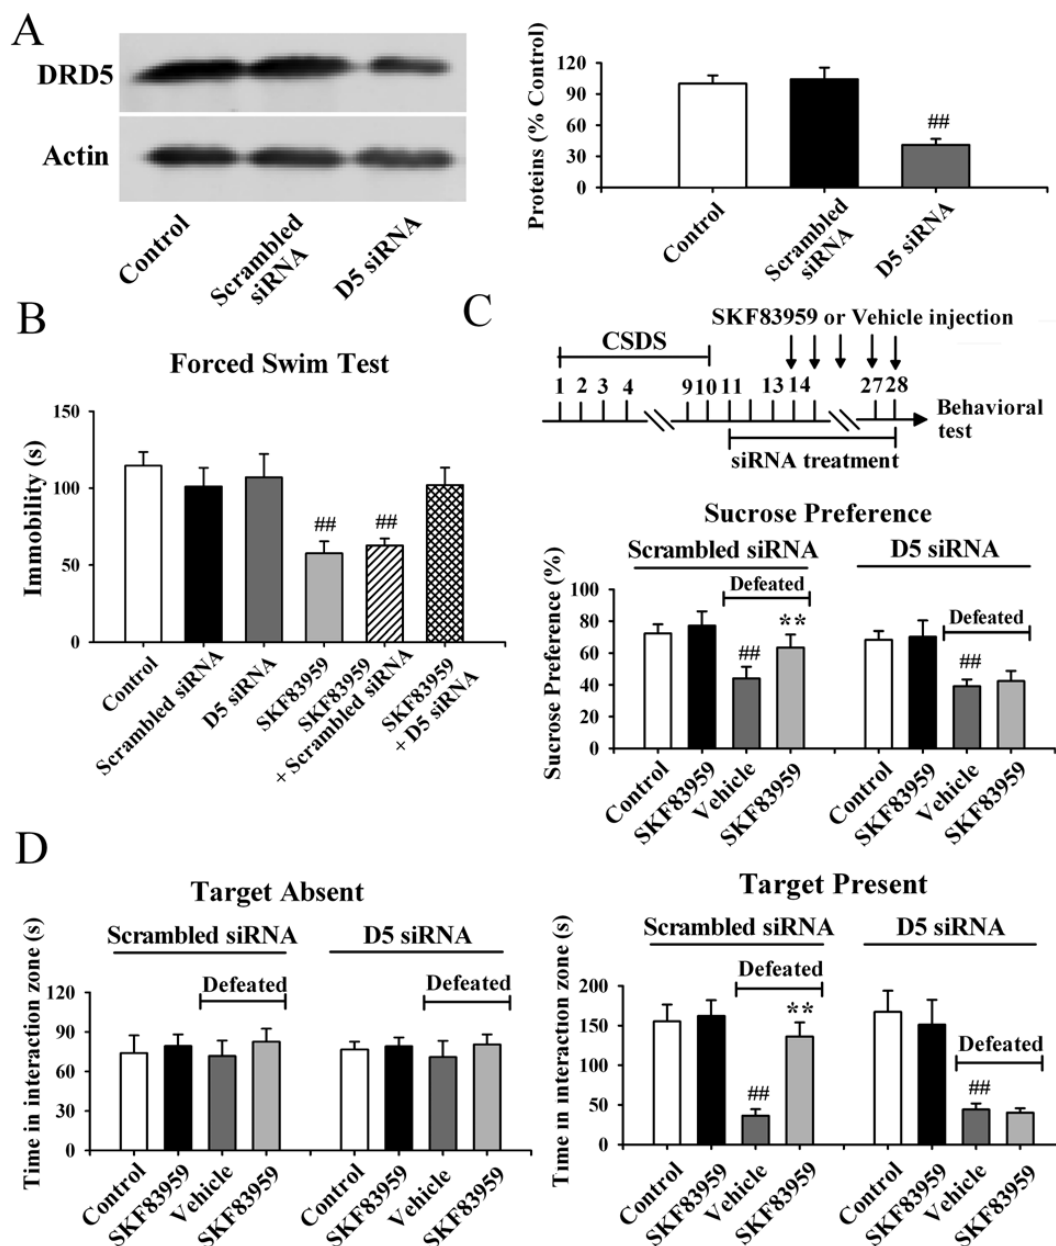 A
DRD5
Actin
Control
Scrambled
siRNA
D5 siRNA
Proteins (% Control)
120
90
60
30
0
##
Control
Scrambled
siRNA
D5 siRNA
B
Forced Swim Test
Immobility (s)
150
100
50
0
## ##
Control
Scrambled siRNA
D5 siRNA
SKF83959
SKF83959
+ Scrambled siRNA
SKF83959
+ D5 siRNA
C
SKF83959 or Vehicle injection
CSDS
1 2 3 4 9 10 11 13 14 27 28
Behavioral
test
siRNA treatment
Sucrose Preference
Scrambled siRNA D5 siRNA
Defeated Defeated
Sucrose Preference (%)
100
80
60
40
20
0
## ** ##
Control
SKF83959
Vehicle
SKF83959
Control
SKF83959
Vehicle
SKF83959
D
Target Absent
Scrambled siRNA D5 siRNA
Defeated Defeated
Time in interaction zone (s)
120
90
60
30
0
Control
SKF83959
Vehicle
SKF83959
Control
SKF83959
Vehicle
SKF83959
Target Present
Scrambled siRNA D5 siRNA
Defeated Defeated
Time in interaction zone (s)
200
150
100
50
0
## ** ##
Control
SKF83959
Vehicle
SKF83959
Control
SKF83959
Vehicle
SKF83959